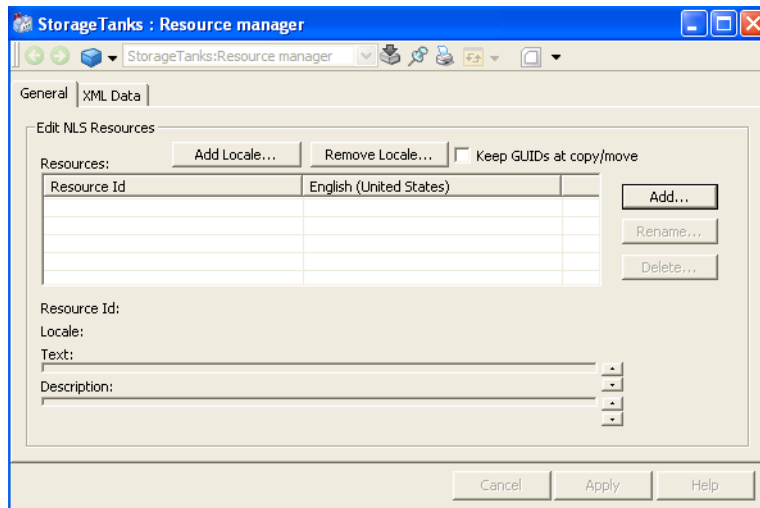 StorageTanks : Resource manager
StorageTanks:Resource manager
General XML Data
Edit NLS Resources
Resources: Add Locale... Remove Locale... Keep GUIDs at copy/move
Resource Id English (United States)
Add...
Rename...
Delete...
Resource Id:
Locale:
Text:
Description:
Cancel Apply Help